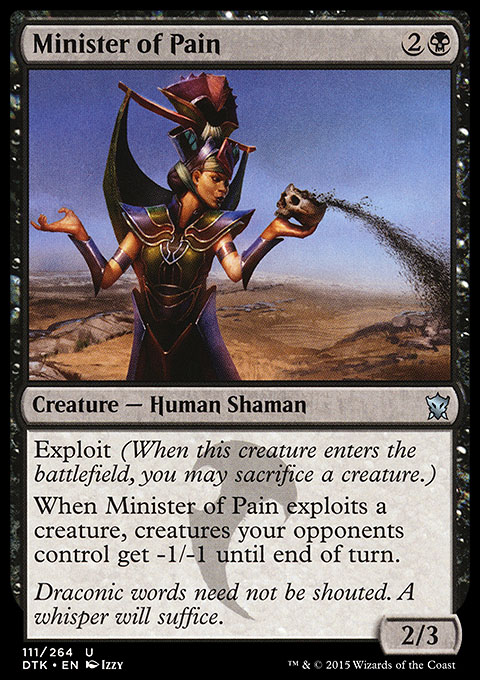 Minister of Pain 2
Creature — Human Shaman
Exploit (When this creature enters the
battlefield, you may sacrifice a creature.)
When Minister of Pain exploits a
creature, creatures your opponents
control get -1/-1 until end of turn.
Draconic words need not be shouted. A
whisper will suffice.
2/3
111/264 U
DTK • EN Izzy
™ & © 2015 Wizards of the Coast